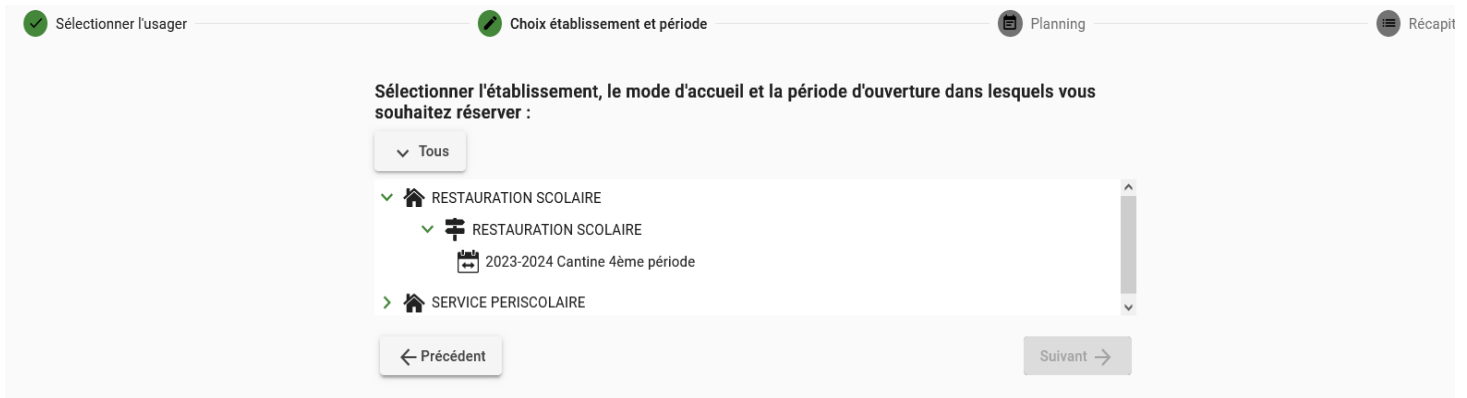 Sélectionner l'usager
Choix établissement et période
Planning
Récapit
Sélectionner l'établissement, le mode d'accueil et la période d'ouverture dans lesquels vous
souhaitez réserver :
Tous
RESTAURATION SCOLAIRE
RESTAURATION SCOLAIRE
2023-2024 Cantine 4ème période
SERVICE PERISCOLAIRE
Précédent
Suivant